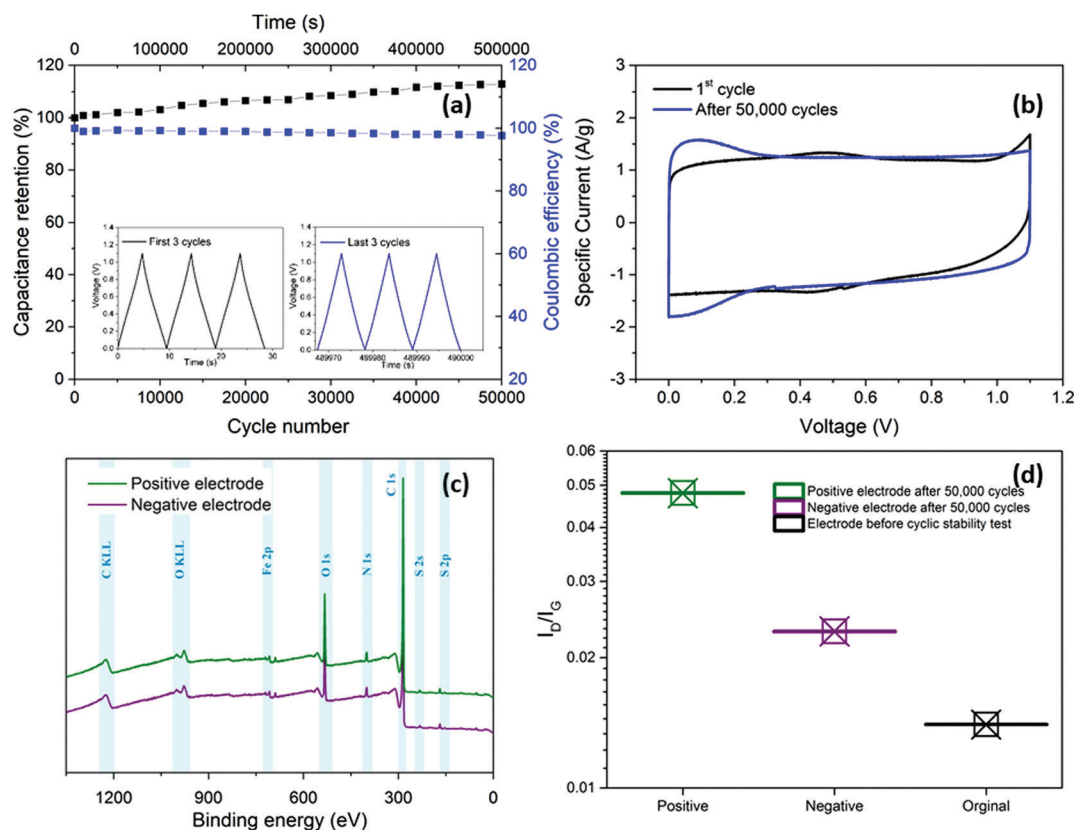 Time (s)
0 100000 200000 300000 400000 500000
120 100 80 60 40 20 0
Capacitance retention (%)
(a)
120 100 80 60 40 20
Coulombic efficiency (%)
First 3 cycles
1.4 1.2 1.0 0.8 0.6 0.4 0.2 0.0
Voltage (V)
0 10 20 30
Time (s)
Last 3 cycles
1.4 1.2 1.0 0.8 0.6 0.4 0.2 0.0
Voltage (V)
489970 459980 489990 490000
Time (s)
0 10000 20000 30000 40000 50000
Cycle number
1st cycle
After 50,000 cycles
(b)
3 2 1 0 -1 -2 -3
Specific Current (A/g)
0.0 0.2 0.4 0.6 0.8 1.0 1.2
Voltage (V)
Positive electrode
Negative electrode
(c)
C KLL
O KLL
Fe 2p
O 1s
N 1s
C 1s
S 2s
S 2p
1200 900 600 300 0
Binding energy (eV)
0.06 0.05 0.04 0.03 0.02 0.01
ID/IG
(d)
Positive electrode after 50,000 cycles
Negative electrode after 50,000 cycles
Electrode before cyclic stability test
Positive Negative Orginal